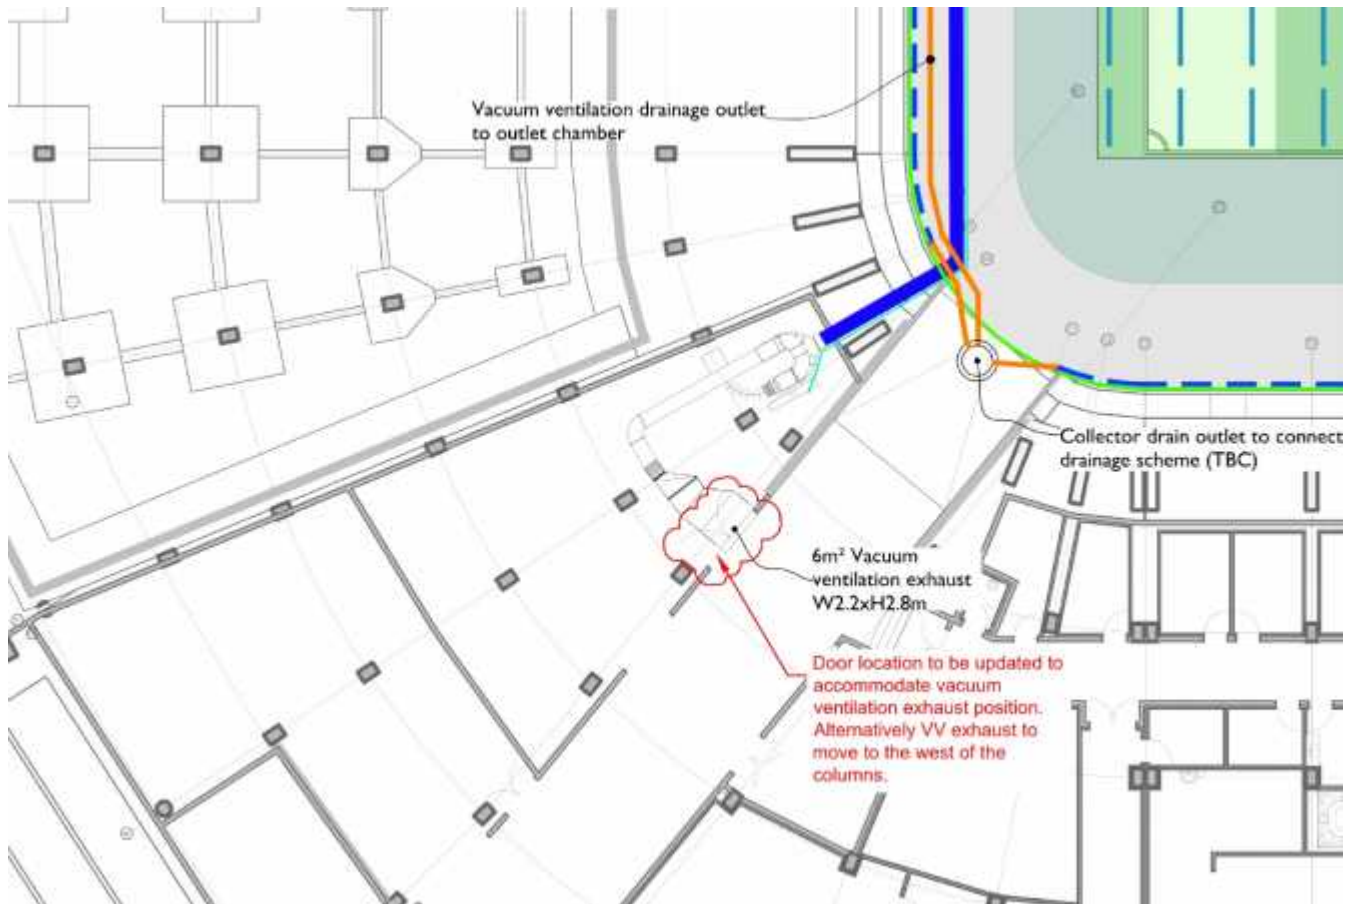 Vacuum ventilation drainage outlet
to outlet chamber
Collector drain outlet to connect
drainage scheme (TBC)
6m² Vacuum
ventilation exhaust
W2.2xH2.8m
Door location to be updated to
accommodate vacuum
ventilation exhaust position.
Alternatively VV exhaust to
move to the west of the
columns.